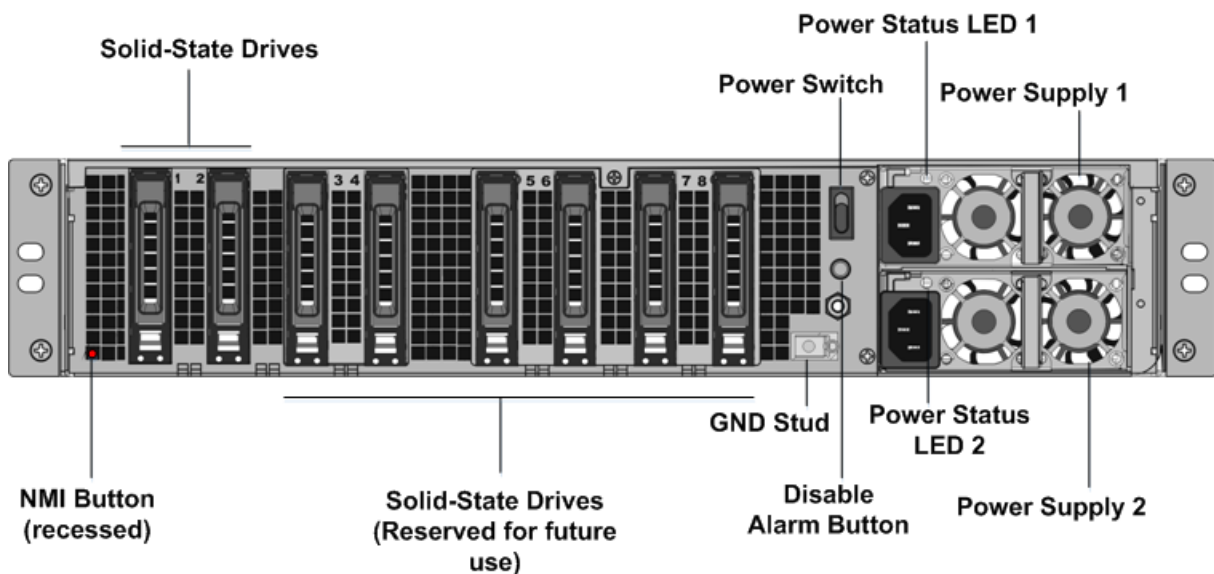 Power Status LED 1
Solid-State Drives
Power Switch
Power Supply 1
1 2 3 4 5 6 7 8
GND Stud
Power Status
LED 2
NMI Button
(recessed)
Solid-State Drives
(Reserved for future
use)
Disable
Alarm Button
Power Supply 2